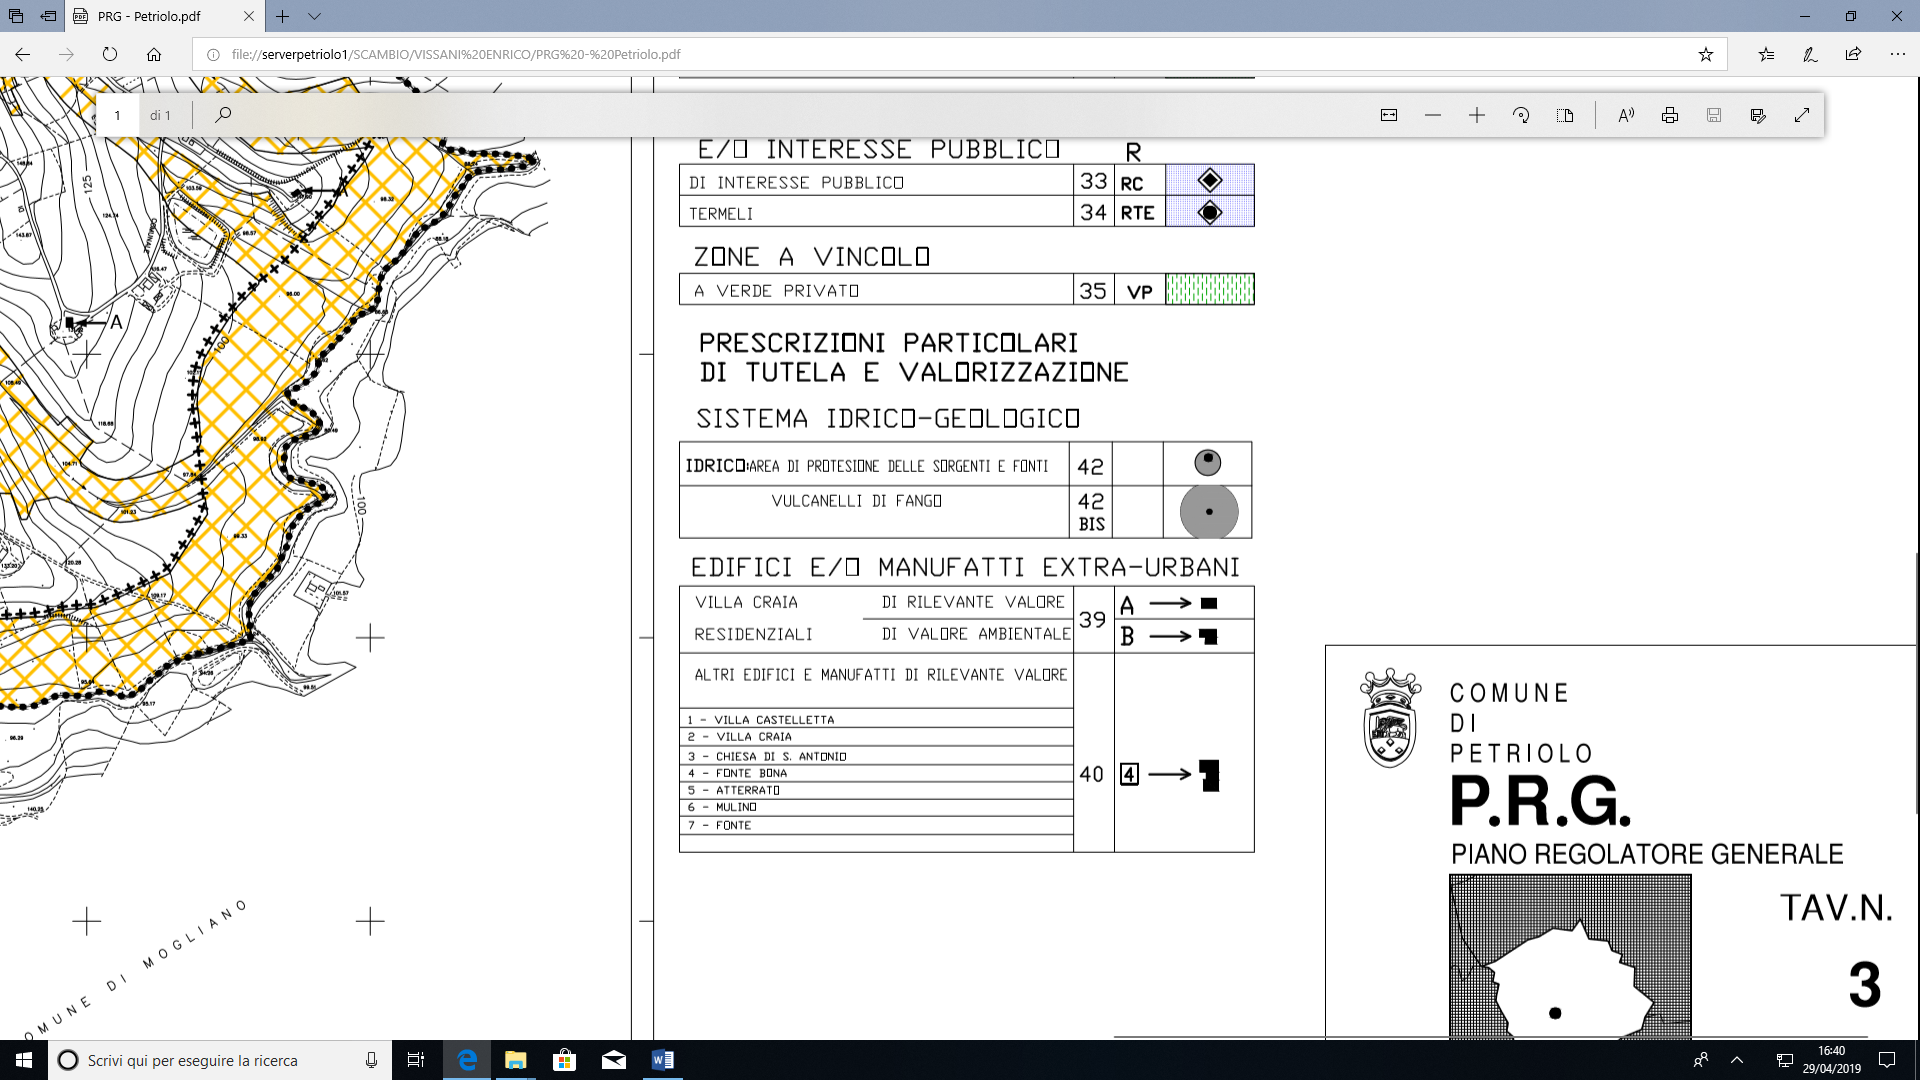 PRG - Petriolo.pdf
file://serverpetriolo1/SCAMBIO/VISSANI%20ENRICO/PRG%20-%20Petriolo.pdf
1 di 1
E/O INTERESSE PUBBLICO R
DI INTERESSE PUBBLICO 33 RC
TERMELI 34 RTE
ZONE A VINCOLO
A VERDE PRIVATO 35 VP
PRESCRIZIONI PARTICOLARI
DI TUTELA E VALORIZZAZIONE
SISTEMA IDRICO-GEOLOGICO
IDRICO: AREA DI PROTESIONE DELLE SORGENTI E FONTI 42
VULCANELLI DI FANGO 42 BIS
EDIFICI E/O MANUFATTI EXTRA-URBANI
VILLA CRAIA DI RILEVANTE VALORE 39 A
RESIDENZIALI DI VALORE AMBIENTALE B
ALTRI EDIFICI E MANUFATTI DI RILEVANTE VALORE
1 - VILLA CASTELLETTA
2 - VILLA CRAIA
3 - CHIESA DI S. ANTONIO
4 - FONTE BONA 40 4
5 - ATTERRATO
6 - MULINO
7 - FONTE
COMUNE
DI
PETRIOLO
P.R.G.
PIANO REGOLATORE GENERALE
TAV.N.
3
A
125
100
100
OMUNE DI MOGLIANO
Scrivi qui per eseguire la ricerca
16:40
29/04/2019